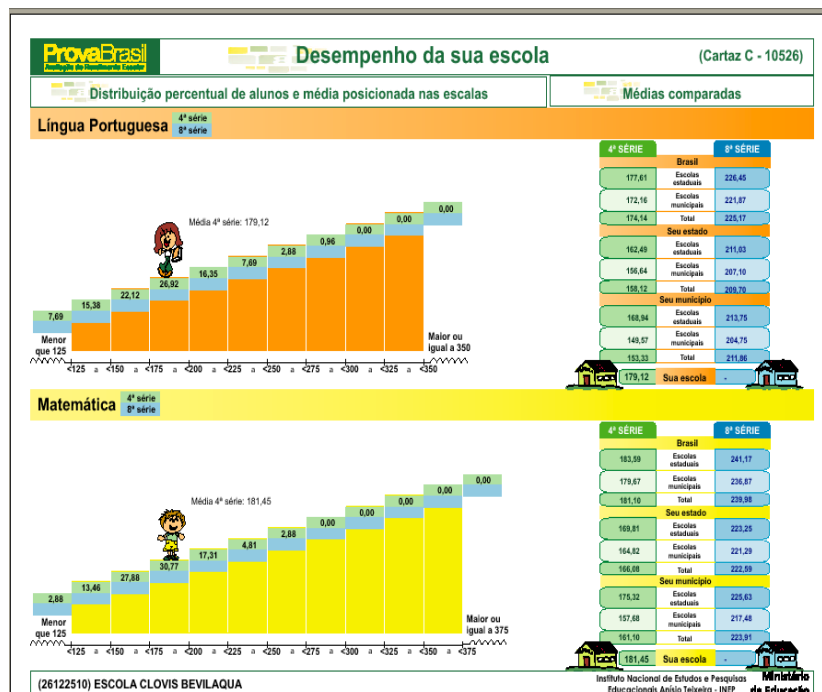 ProvaBrasil
Avaliação do Rendimento Escolar
Desempenho da sua escola
(Cartaz C - 10526)
Distribuição percentual de alunos e média posicionada nas escalas
Médias comparadas
Língua Portuguesa
4ª série
8ª série
Média 4ª série: 179,12
7,69 15,38 22,12 26,92 16,35 7,69 2,88 0,96 0,00 0,00 0,00
Menor que 125
Maior ou igual a 350
<125 a <150 a <175 a <200 a <225 a <250 a <275 a <300 a <325 a <350
4ª SÉRIE 8ª SÉRIE
Brasil
177,61 Escolas estaduais 226,45
172,16 Escolas municipais 221,87
174,14 Total 225,17
Seu estado
162,49 Escolas estaduais 211,03
156,64 Escolas municipais 207,10
158,12 Total 209,70
Seu município
168,94 Escolas estaduais 213,75
149,57 Escolas municipais 204,75
153,33 Total 211,86
179,12 Sua escola -
Matemática
4ª série
8ª série
Média 4ª série: 181,45
2,88 13,46 27,88 30,77 17,31 4,81 2,88 0,00 0,00 0,00 0,00 0,00
Menor que 125
Maior ou igual a 375
<125 a <150 a <175 a <200 a <225 a <250 a <275 a <300 a <325 a <350 a <375
4ª SÉRIE 8ª SÉRIE
Brasil
183,59 Escolas estaduais 241,17
179,67 Escolas municipais 236,87
181,10 Total 239,98
Seu estado
169,81 Escolas estaduais 223,25
164,82 Escolas municipais 221,29
166,08 Total 222,59
Seu município
175,32 Escolas estaduais 225,63
157,68 Escolas municipais 217,48
161,10 Total 223,91
181,45 Sua escola -
(26122510) ESCOLA CLOVIS BEVILAQUA
Instituto Nacional de Estudos e Pesquisas
Educacionais Anísio Teixeira - INEP
Ministério
da Educação